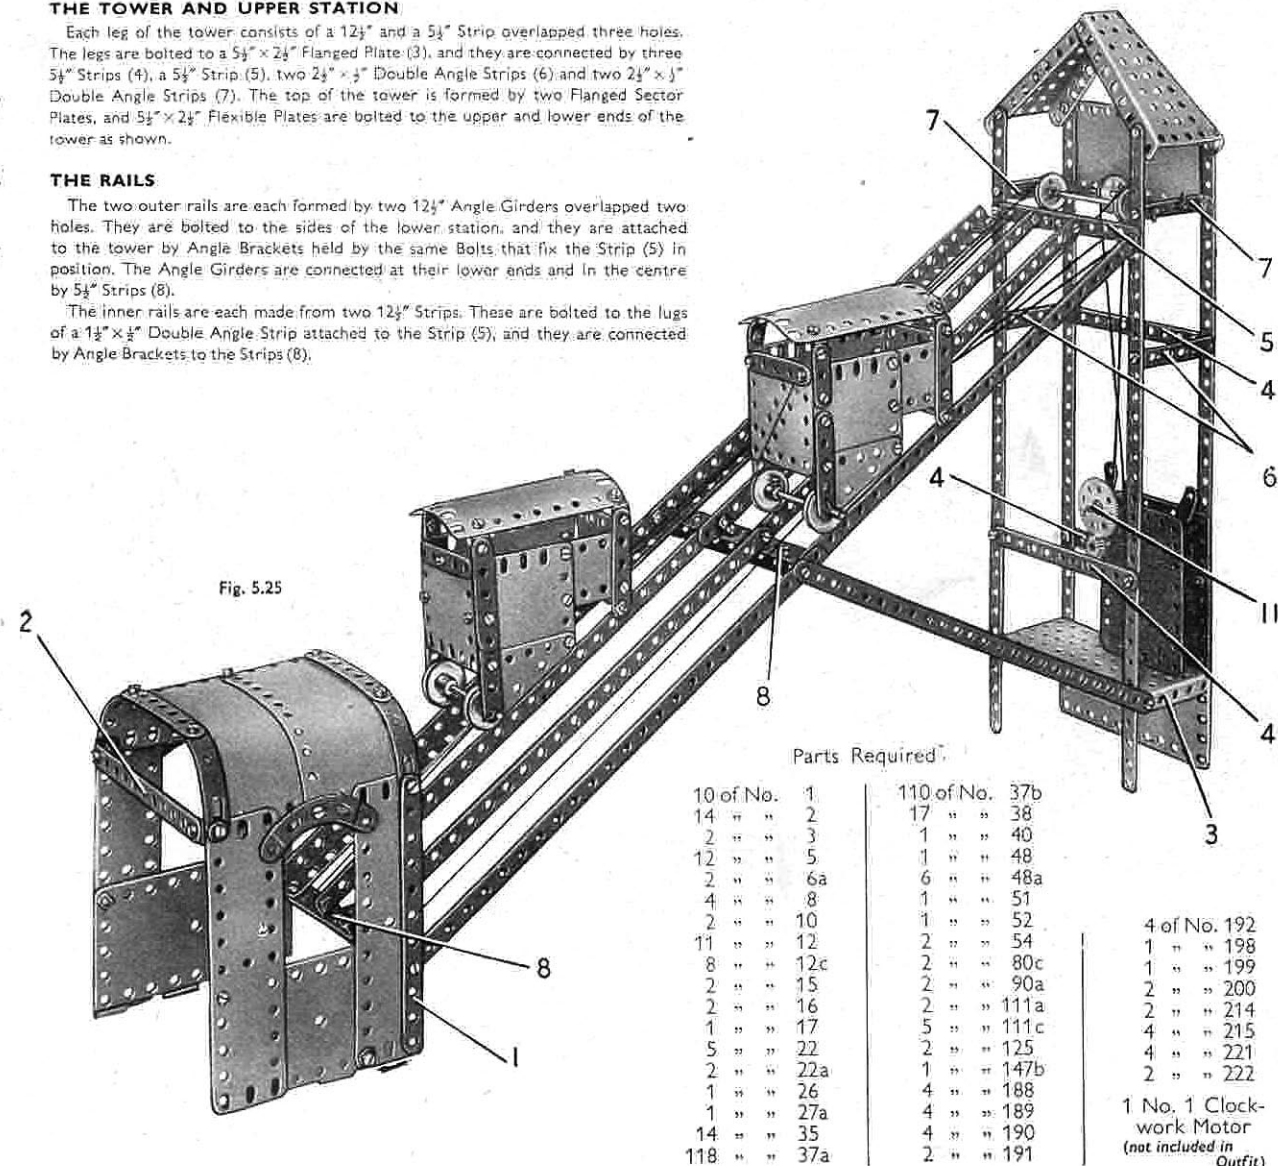 THE TOWER AND UPPER STATION
Each leg of the tower consists of a 12½″ and a 5½″ Strip overlapped three holes.
The legs are bolted to a 5½″ × 2½″ Flanged Plate (3), and they are connected by three
5½″ Strips (4), a 5½″ Strip (5), two 2½″ × ½″ Double Angle Strips (6) and two 2½″ × ½″
Double Angle Strips (7). The top of the tower is formed by two Flanged Sector
Plates, and 5½″ × 2½″ Flexible Plates are bolted to the upper and lower ends of the
tower as shown.
THE RAILS
The two outer rails are each formed by two 12½″ Angle Girders overlapped two
holes. They are bolted to the sides of the lower station, and they are attached
to the tower by Angle Brackets held by the same Bolts that fix the Strip (5) in
position. The Angle Girders are connected at their lower ends and in the centre
by 5½″ Strips (8).
The inner rails are each made from two 12½″ Strips. These are bolted to the lugs
of a 1½″ × ½″ Double Angle Strip attached to the Strip (5), and they are connected
by Angle Brackets to the Strips (8).
7
7
5
4
6
4
11
Fig. 5.25
2
8
4
3
8
1
Parts Required
10 of No. 1
14 " " 2
2 " " 3
12 " " 5
2 " " 6a
4 " " 8
2 " " 10
11 " " 12
8 " " 12c
2 " " 15
2 " " 16
1 " " 17
5 " " 22
2 " " 22a
1 " " 26
1 " " 27a
14 " " 35
118 " " 37a
110 of No. 37b
17 " " 38
1 " " 40
1 " " 48
6 " " 48a
1 " " 51
1 " " 52
2 " " 54
2 " " 80c
2 " " 90a
2 " " 111a
5 " " 111c
2 " " 125
1 " " 147b
4 " " 188
4 " " 189
4 " " 190
2 " " 191
4 of No. 192
1 " " 198
1 " " 199
2 " " 200
2 " " 214
4 " " 215
4 " " 221
2 " " 222
1 No. 1 Clock-
work Motor
(not included in
Outfit)